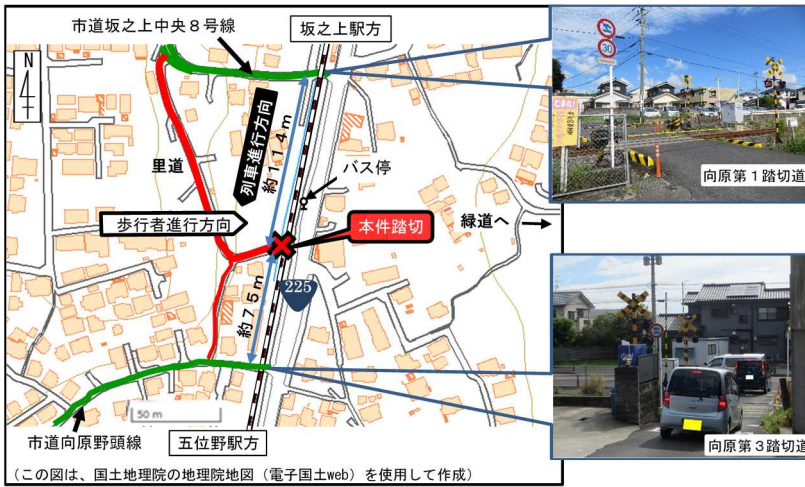 市道坂之上中央８号線
坂之上駅方
N
列車進行方向
約１１４ｍ
里道
バス停
歩行者進行方向
本件踏切
緑道へ
225
約７５ｍ
50 m
市道向原野頭線
五位野駅方
（この図は、国土地理院の地理院地図（電子国土web）を使用して作成）
30
向原第１踏切道
向原第３踏切道